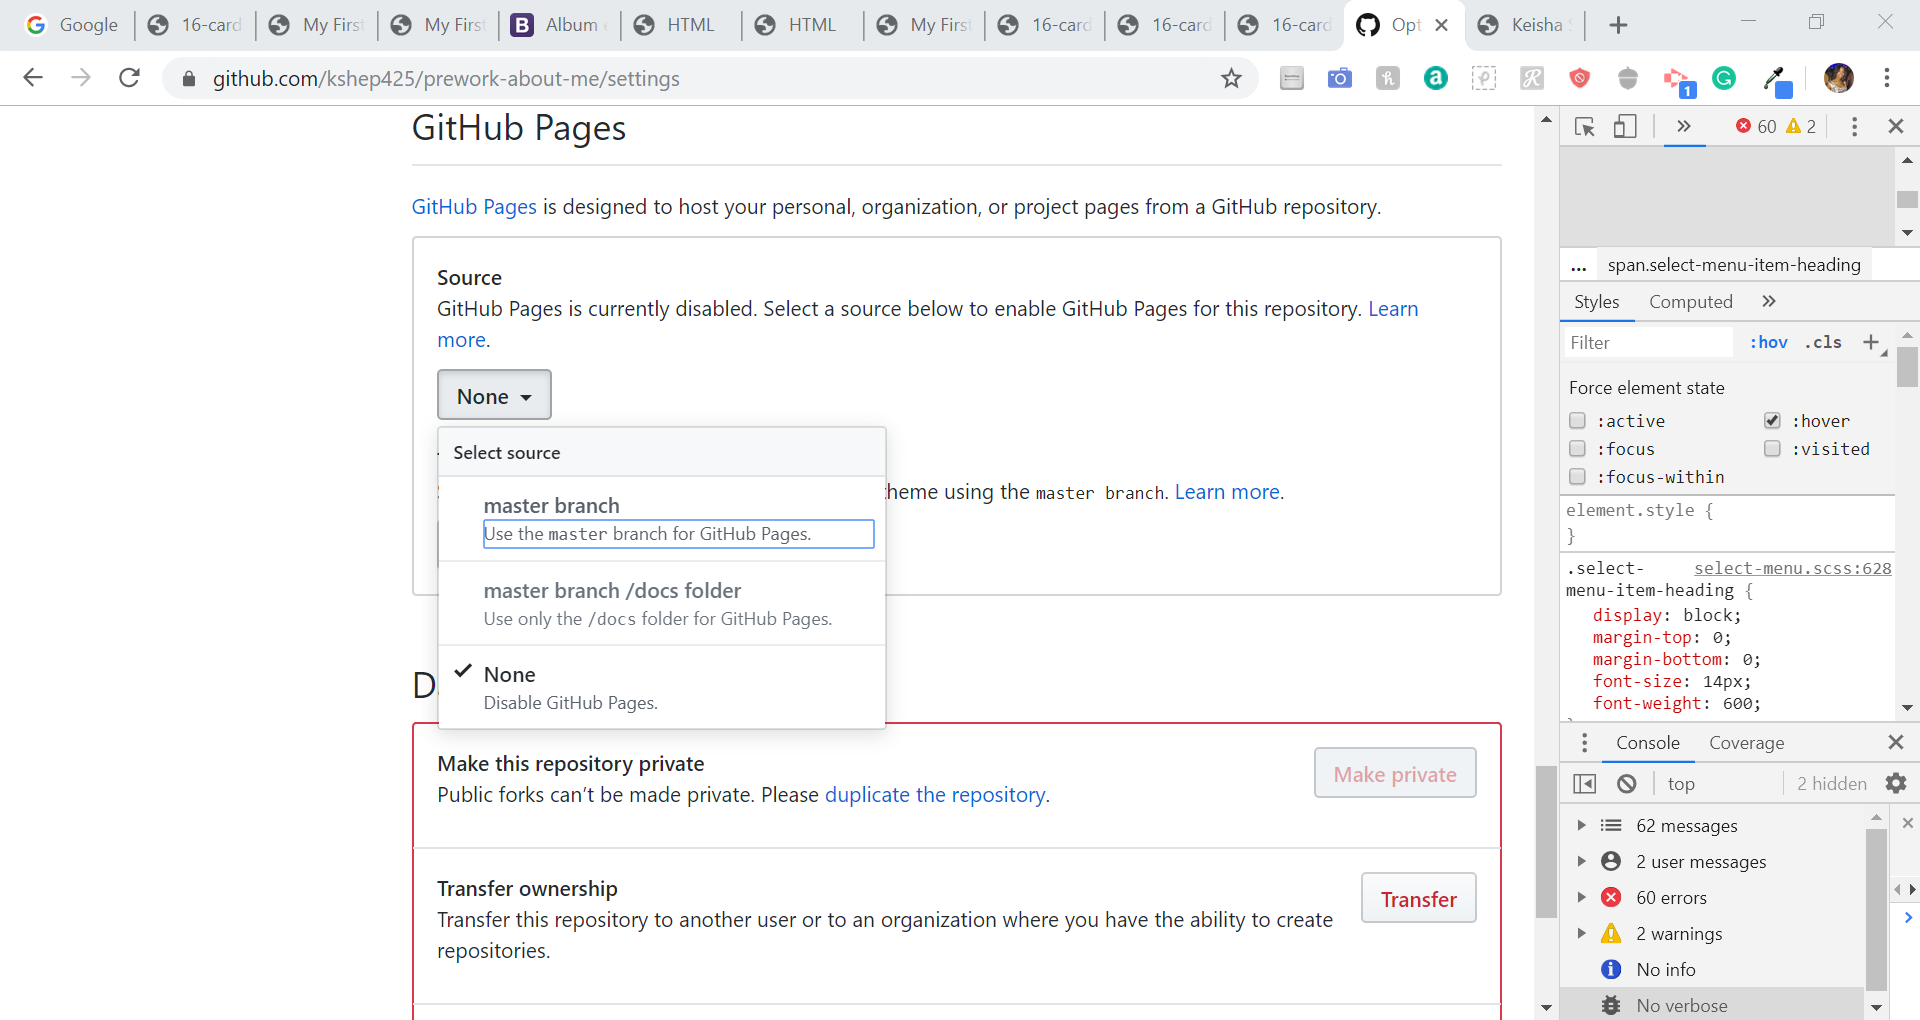 Google
16-card
My First
My First
Album
HTML
HTML
My First
16-card
16-card
16-card
Opt
Keisha
github.com/kshep425/prework-about-me/settings
1
GitHub Pages
GitHub Pages is designed to host your personal, organization, or project pages from a GitHub repository.
Source
GitHub Pages is currently disabled. Select a source below to enable GitHub Pages for this repository. Learn
more.
None
Select source
heme using the master branch. Learn more.
master branch
Use the master branch for GitHub Pages.
master branch /docs folder
Use only the /docs folder for GitHub Pages.
None
Disable GitHub Pages.
D
Make this repository private
Public forks can't be made private. Please duplicate the repository.
Make private
Transfer ownership
Transfer this repository to another user or to an organization where you have the ability to create
repositories.
Transfer
60 2
... span.select-menu-item-heading
Styles Computed
Filter :hov .cls
Force element state
:active :hover
:focus :visited
:focus-within
element.style {
}
.select- select-menu.scss:628
menu-item-heading {
display: block;
margin-top: 0;
margin-bottom: 0;
font-size: 14px;
font-weight: 600;
Console Coverage
top 2 hidden
62 messages
2 user messages
60 errors
2 warnings
No info
No verbose